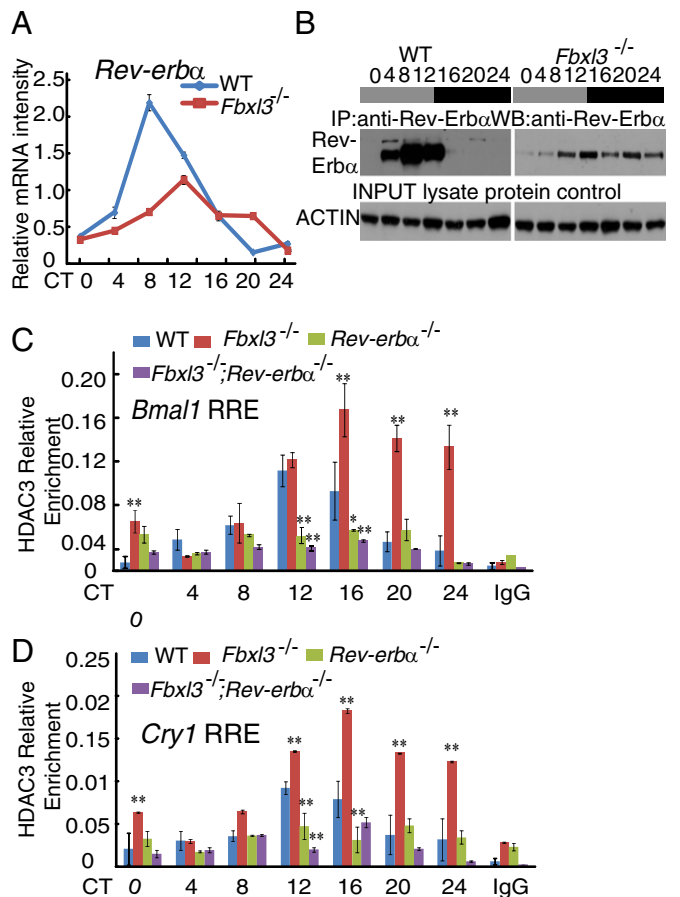 A
Rev-erbα
WT
Fbxl3-/-
Relative mRNA intensity
2.5
2.0
1.5
1.0
0.5
0
CT 0 4 8 12 16 20 24
B
WT Fbxl3 -/-
0 4 8 12 16 20 24 0 4 8 12 16 20 24
IP:anti-Rev-ErbαWB:anti-Rev-Erbα
Rev-
Erbα
INPUT lysate protein control
ACTIN
C
WT Fbxl3 -/- Rev-erbα-/-
Fbxl3-/-;Rev-erbα-/-
Bmal1 RRE
HDAC3 Relative
Enrichment
0.20
0.16
0.12
0.08
0.04
0
** ** ** ** ** ** * **
CT 4 8 12 16 20 24 IgG
0
D
WT Fbxl3-/- Rev-erbα-/-
Fbxl3-/-;Rev-erbα-/-
Cry1 RRE
HDAC3 Relative
Enrichment
0.25
0.02
0.15
0.01
0.05
0
** ** ** ** ** ** ** **
CT 0 4 8 12 16 20 24 IgG